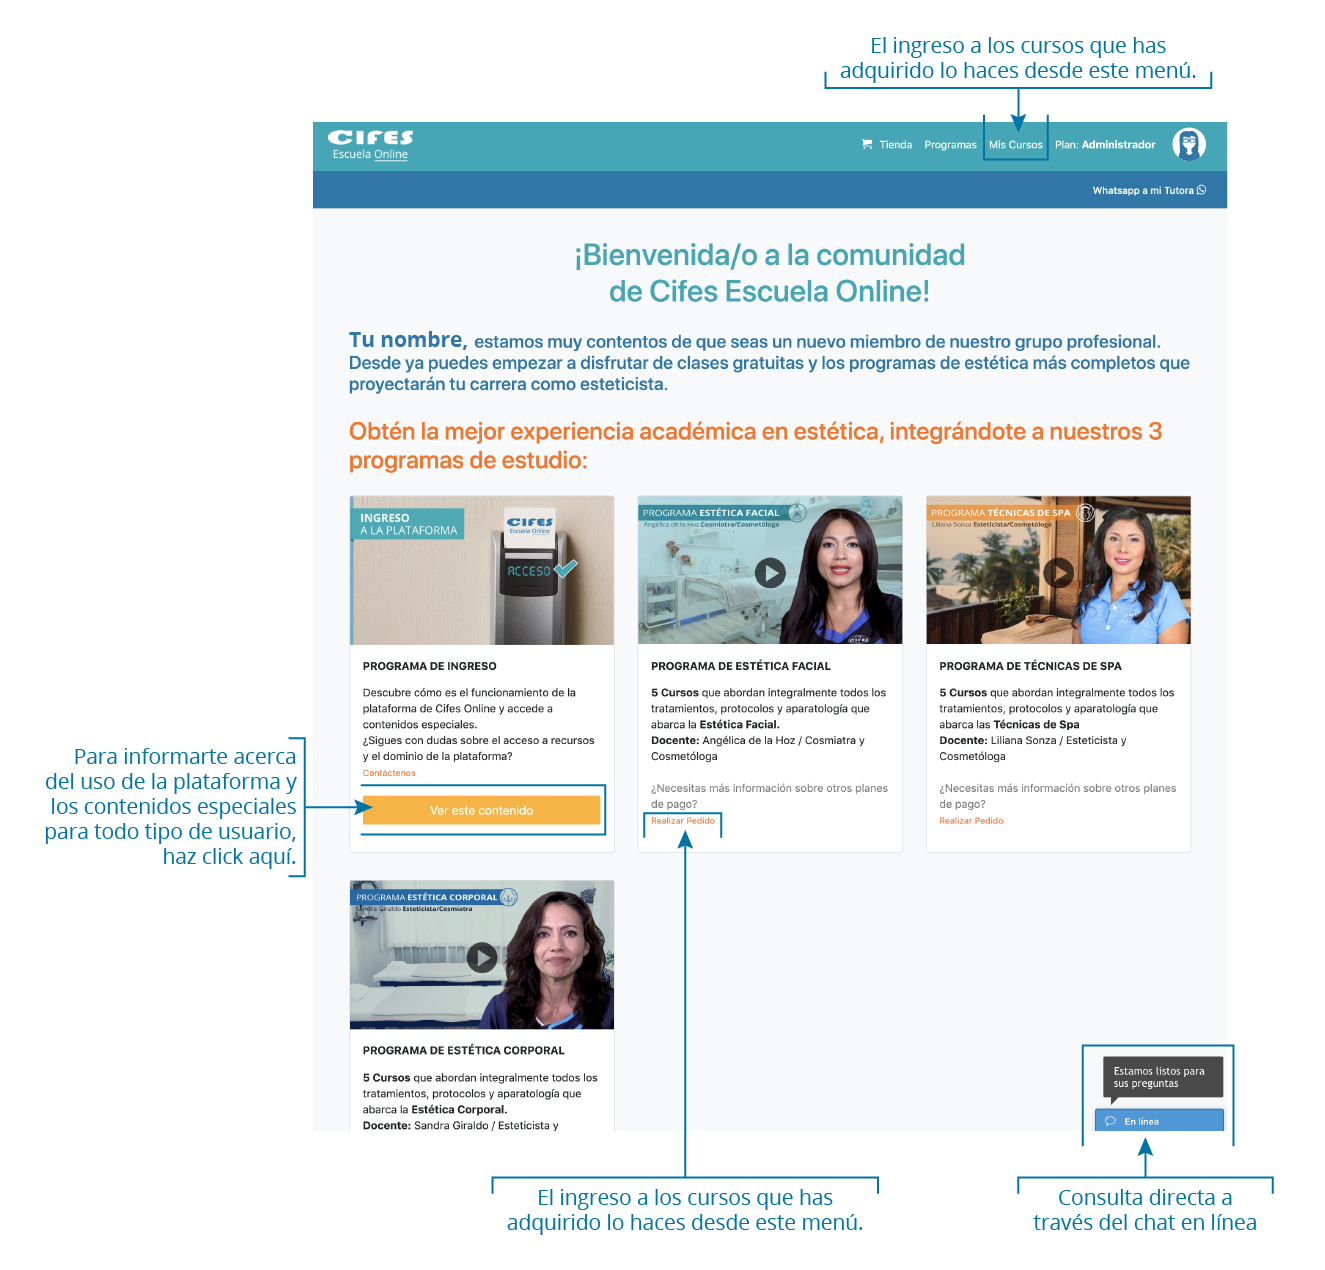 El ingreso a los cursos que has
adquirido lo haces desde este menú.
CIFES
Escuela Online
Tienda
Programas
Mis Cursos
Plan: Administrador
Whatsapp a mi Tutora
¡Bienvenida/o a la comunidad
de Cifes Escuela Online!
Tu nombre, estamos muy contentos de que seas un nuevo miembro de nuestro grupo profesional.
Desde ya puedes empezar a disfrutar de clases gratuitas y los programas de estética más completos que
proyectarán tu carrera como esteticista.
Obtén la mejor experiencia académica en estética, integrándote a nuestros 3
programas de estudio:
INGRESO
A LA PLATAFORMA
CIFES
Escuela Online
ACCESO
PROGRAMA DE INGRESO
Descubre cómo es el funcionamiento de la
plataforma de Cifes Online y accede a
contenidos especiales.
¿Sigues con dudas sobre el acceso a recursos
y el dominio de la plataforma?
Contáctenos
Ver este contenido
Para informarte acerca
del uso de la plataforma y
los contenidos especiales
para todo tipo de usuario,
haz click aquí.
PROGRAMA ESTÉTICA FACIAL
Angélica de la Hoz Cosmiatra/Cosmetóloga
CIFES
PROGRAMA DE ESTÉTICA FACIAL
5 Cursos que abordan integralmente todos los
tratamientos, protocolos y aparatología que
abarca la Estética Facial.
Docente: Angélica de la Hoz / Cosmiatra y
Cosmetóloga
¿Necesitas más información sobre otros planes
de pago?
Realizar Pedido
PROGRAMA TÉCNICAS DE SPA
Liliana Sonza Esteticista/Cosmetóloga
PROGRAMA DE TÉCNICAS DE SPA
5 Cursos que abordan integralmente todos los
tratamientos, protocolos y aparatología que
abarca las Técnicas de Spa
Docente: Liliana Sonza / Esteticista y
Cosmetóloga
¿Necesitas más información sobre otros planes
de pago?
Realizar Pedido
PROGRAMA ESTÉTICA CORPORAL
Sandra Giraldo Esteticista/Cosmiatra
PROGRAMA DE ESTÉTICA CORPORAL
5 Cursos que abordan integralmente todos los
tratamientos, protocolos y aparatología que
abarca la Estética Corporal.
Docente: Sandra Giraldo / Esteticista y
Estamos listos para
sus preguntas
En línea
El ingreso a los cursos que has
adquirido lo haces desde este menú.
Consulta directa a
través del chat en línea